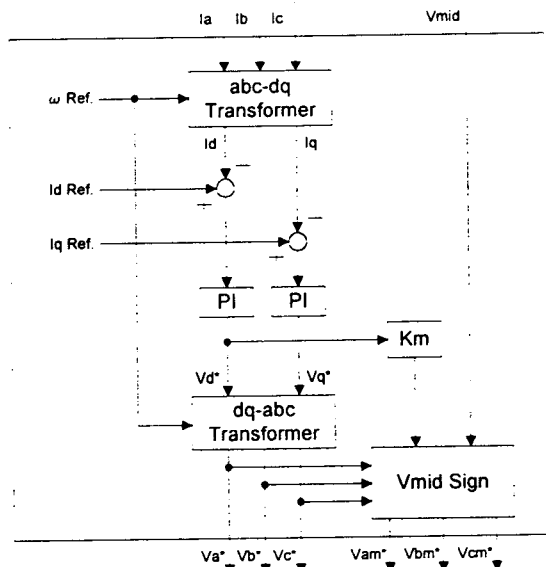 Ia Ib Ic Vmid
abc-dq
Transformer
ω Ref.
Id Iq
Id Ref.
Iq Ref.
PI PI
Km
Vd* Vq*
dq-abc
Transformer
Vmid Sign
Va* Vb* Vc* Vam* Vbm* Vcm*